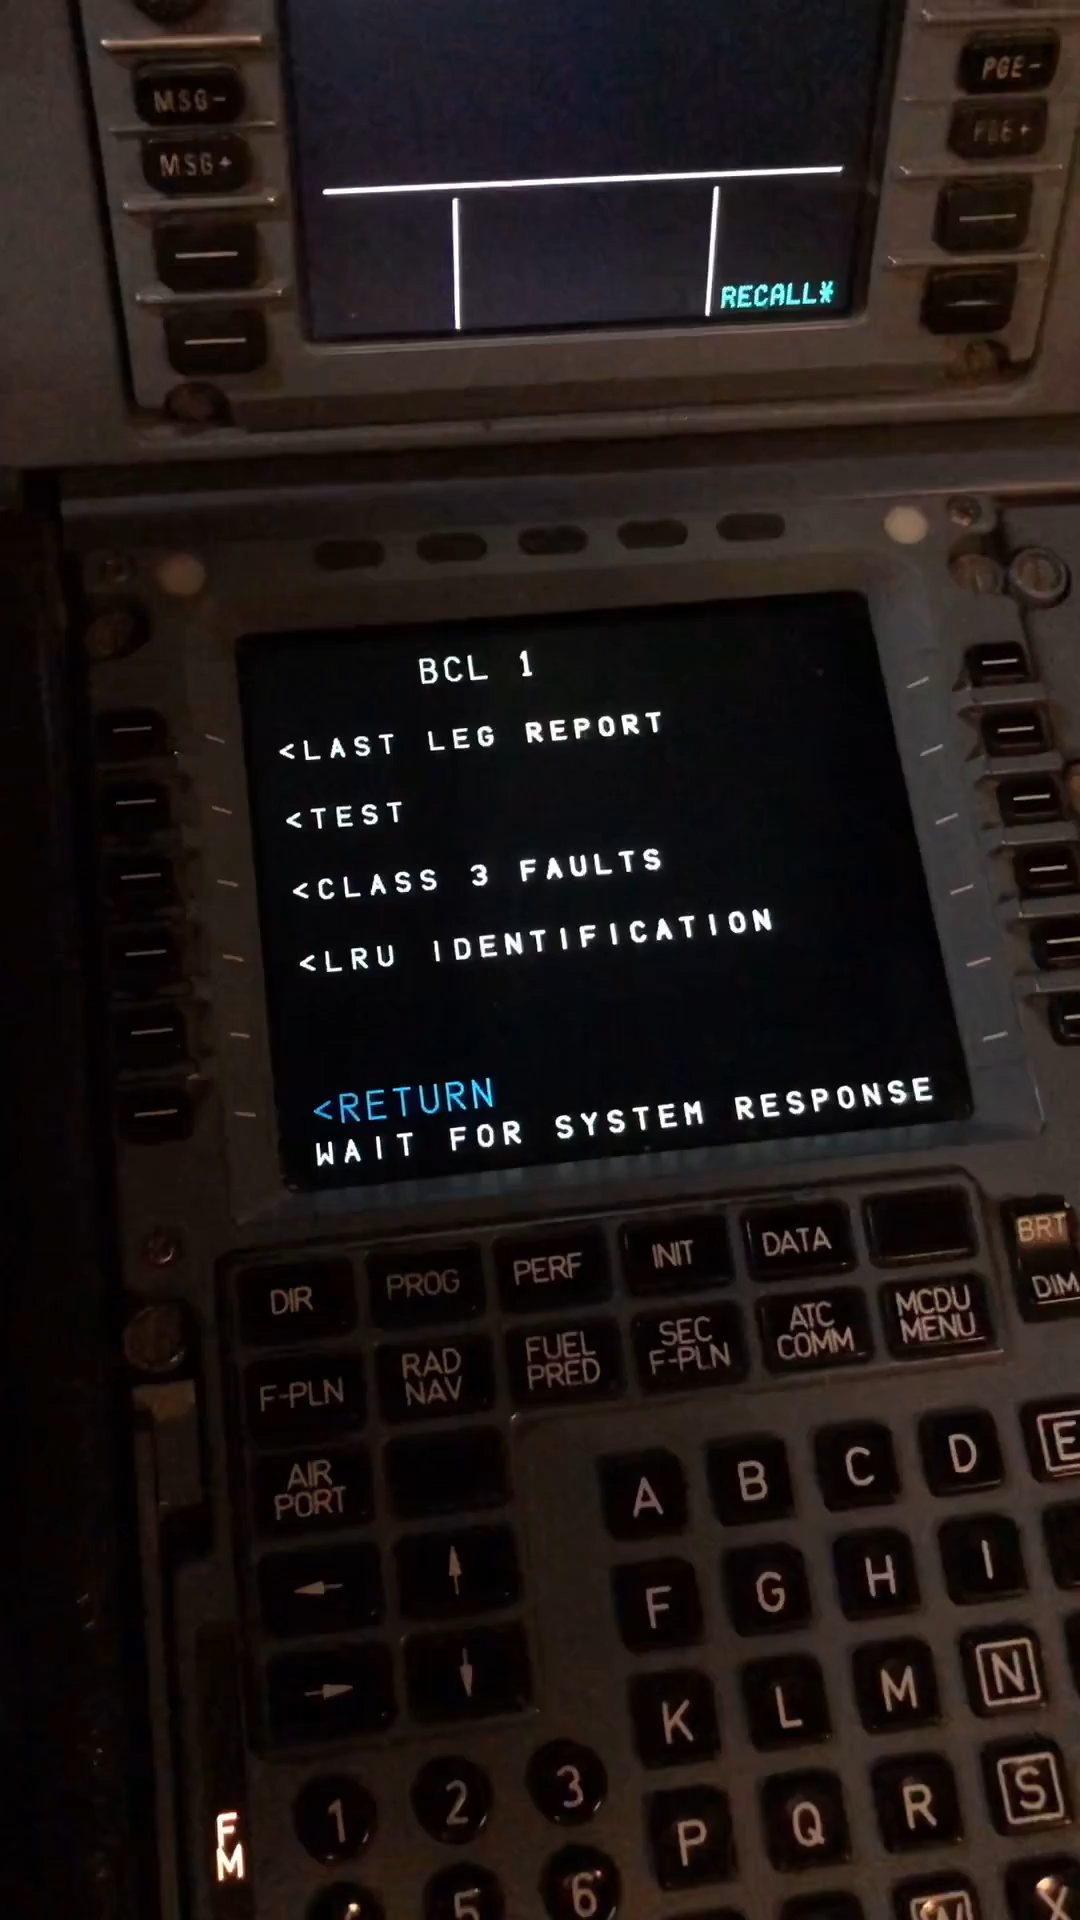 MSG-
PGE-
MSG+
PGE+
RECALL*
BCL 1
<LAST LEG REPORT
<TEST
<CLASS 3 FAULTS
<LRU IDENTIFICATION
<RETURN
WAIT FOR SYSTEM RESPONSE
BRT
DIM
DIR PROG PERF INIT DATA
F-PLN RAD NAV FUEL PRED SEC F-PLN ATC COMM MCDU MENU
AIR PORT
A B C D E
F G H I
K L M N
P Q R S
1 2 3
5 6
X
FM